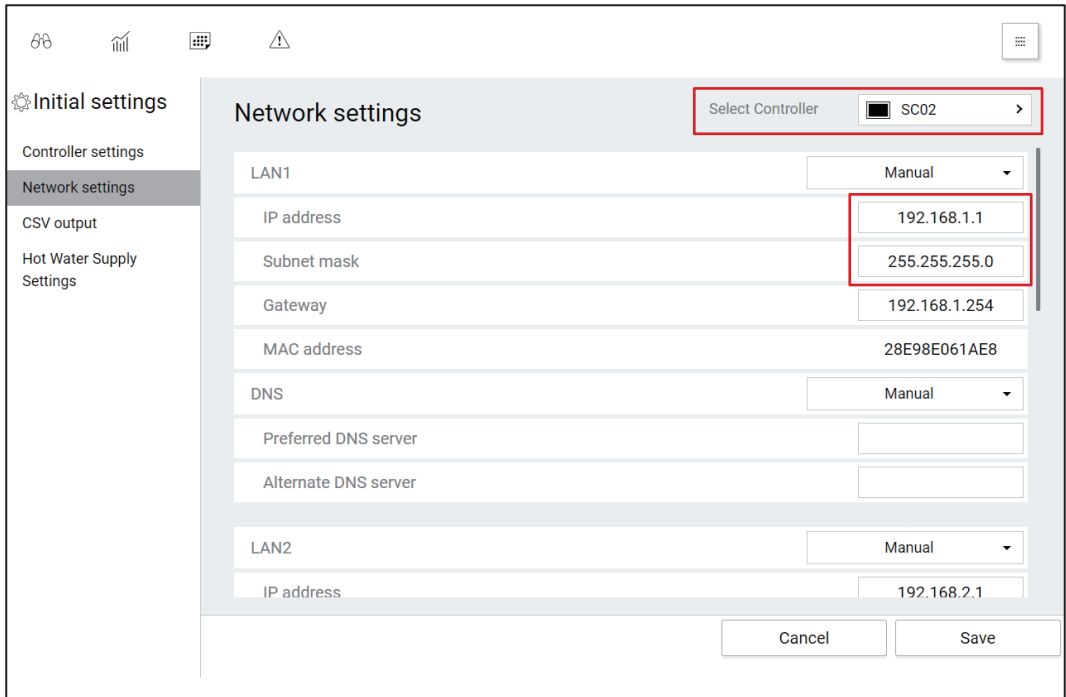 Initial settings
Controller settings
Network settings
CSV output
Hot Water Supply
Settings
Network settings
Select Controller SC02
LAN1 Manual
IP address 192.168.1.1
Subnet mask 255.255.255.0
Gateway 192.168.1.254
MAC address 28E98E061AE8
DNS Manual
Preferred DNS server
Alternate DNS server
LAN2 Manual
IP address 192.168.2.1
Cancel Save